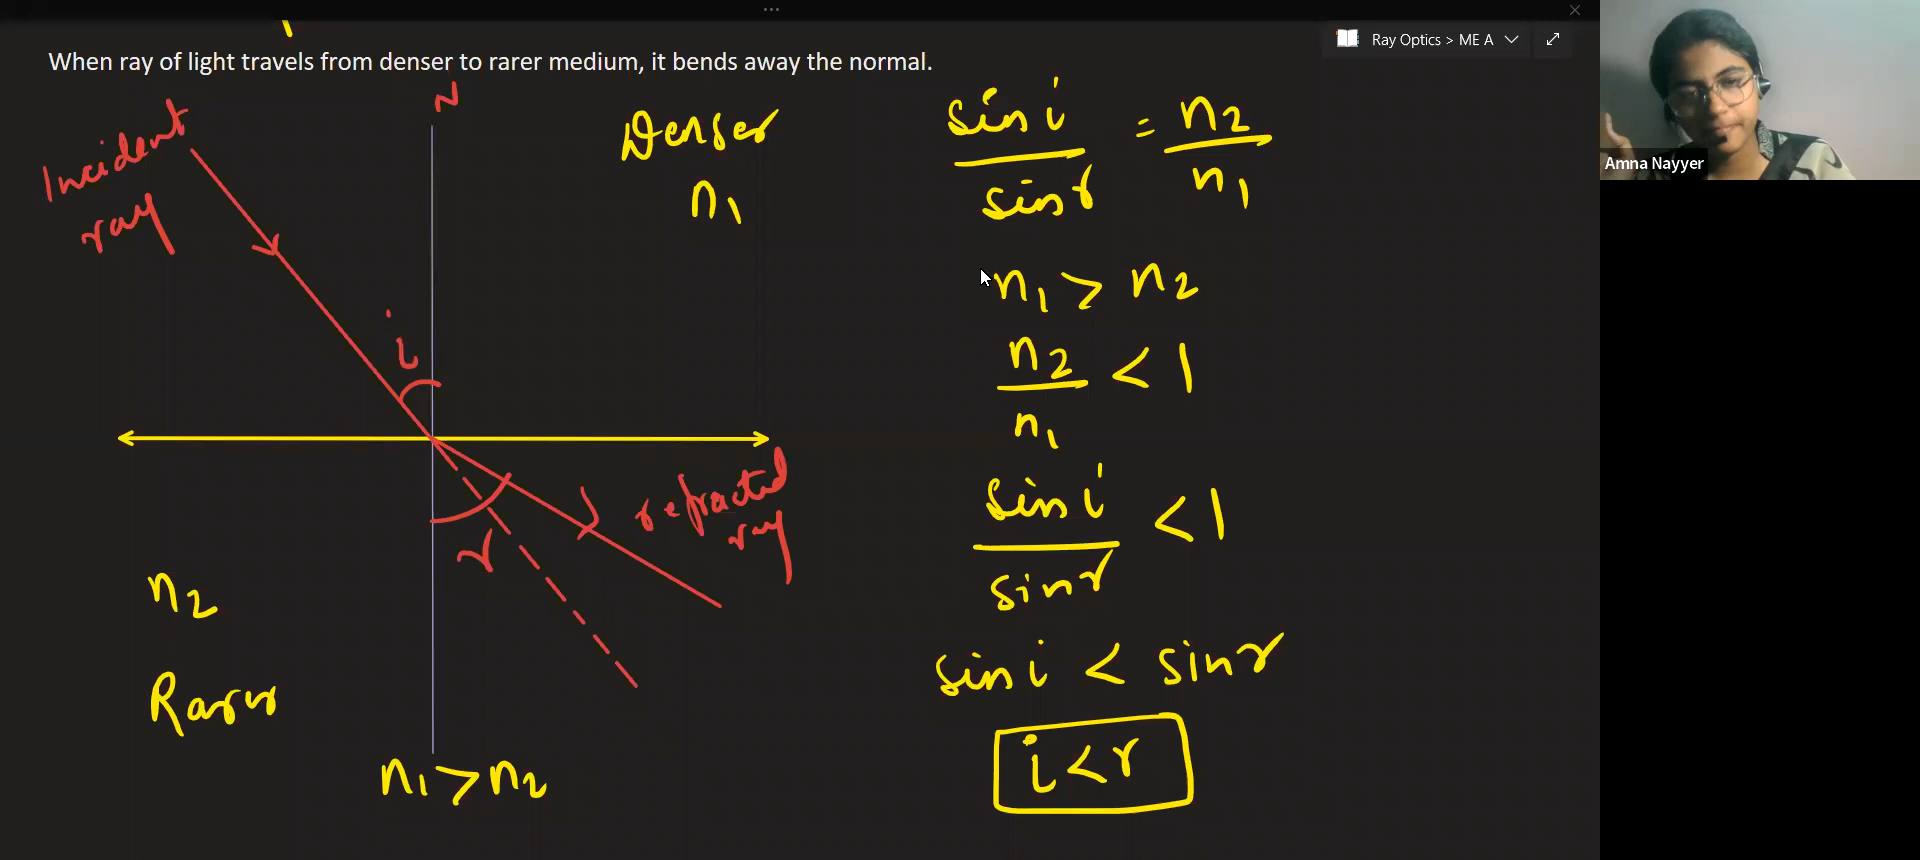 Ray Optics > ME A
When ray of light travels from denser to rarer medium, it bends away the normal.
Amna Nayyer
N
Incident
ray
Denser
n1
i
refracted
ray
r
n2
Rarer
n1 > n2
sin i / sin r = n2 / n1
n1 > n2
n2 / n1 < 1
sin i / sin r < 1
sin i < sin r
i < r